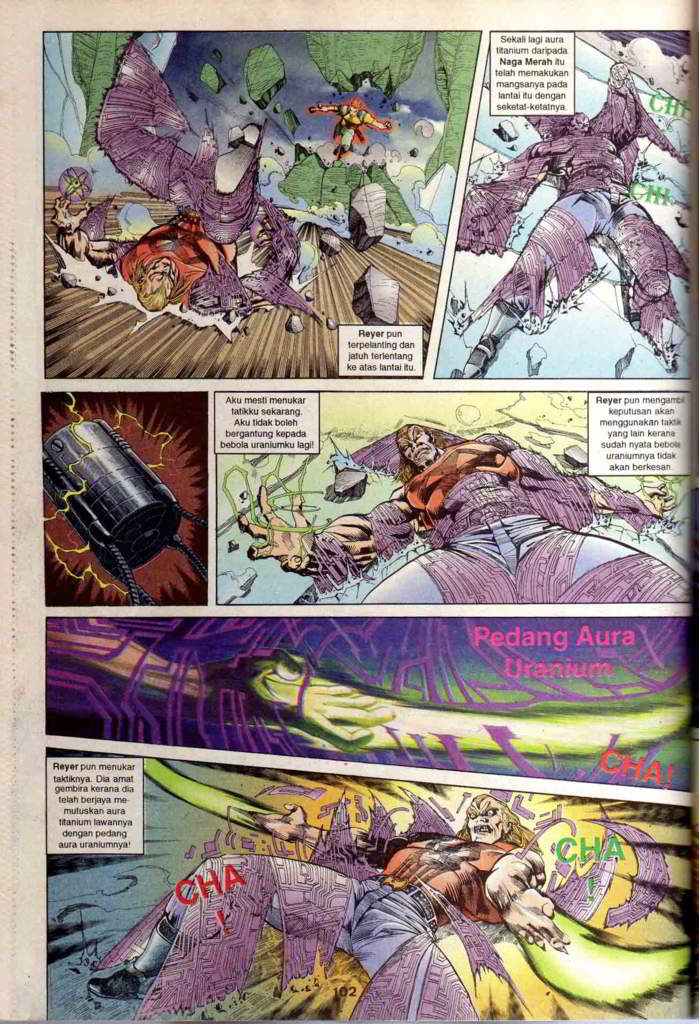 Reyer pun
terpelanting dan
jatuh terlentang
ke atas lantai itu.
Sekali lagi aura
titanium daripada
Naga Merah itu
telah memakukan
mangsanya pada
lantai itu dengan
seketat-ketatnya.
CHI
CHI
CHI
Aku mesti menukar
tatikku sekarang.
Aku tidak boleh
bergantung kepada
bebola uraniumku lagi!
Reyer pun mengambil
keputusan akan
menggunakan taktik
yang lain kerana
sudah nyata bebola
uraniumnya tidak
akan berkesan.
Pedang Aura
Uranium
CHA!
Reyer pun menukar
taktiknya. Dia amat
gembira kerana dia
telah berjaya me-
mutuskan aura
titanium lawannya
dengan pedang
aura uraniumnya!
CHA
!
CHA
!
102